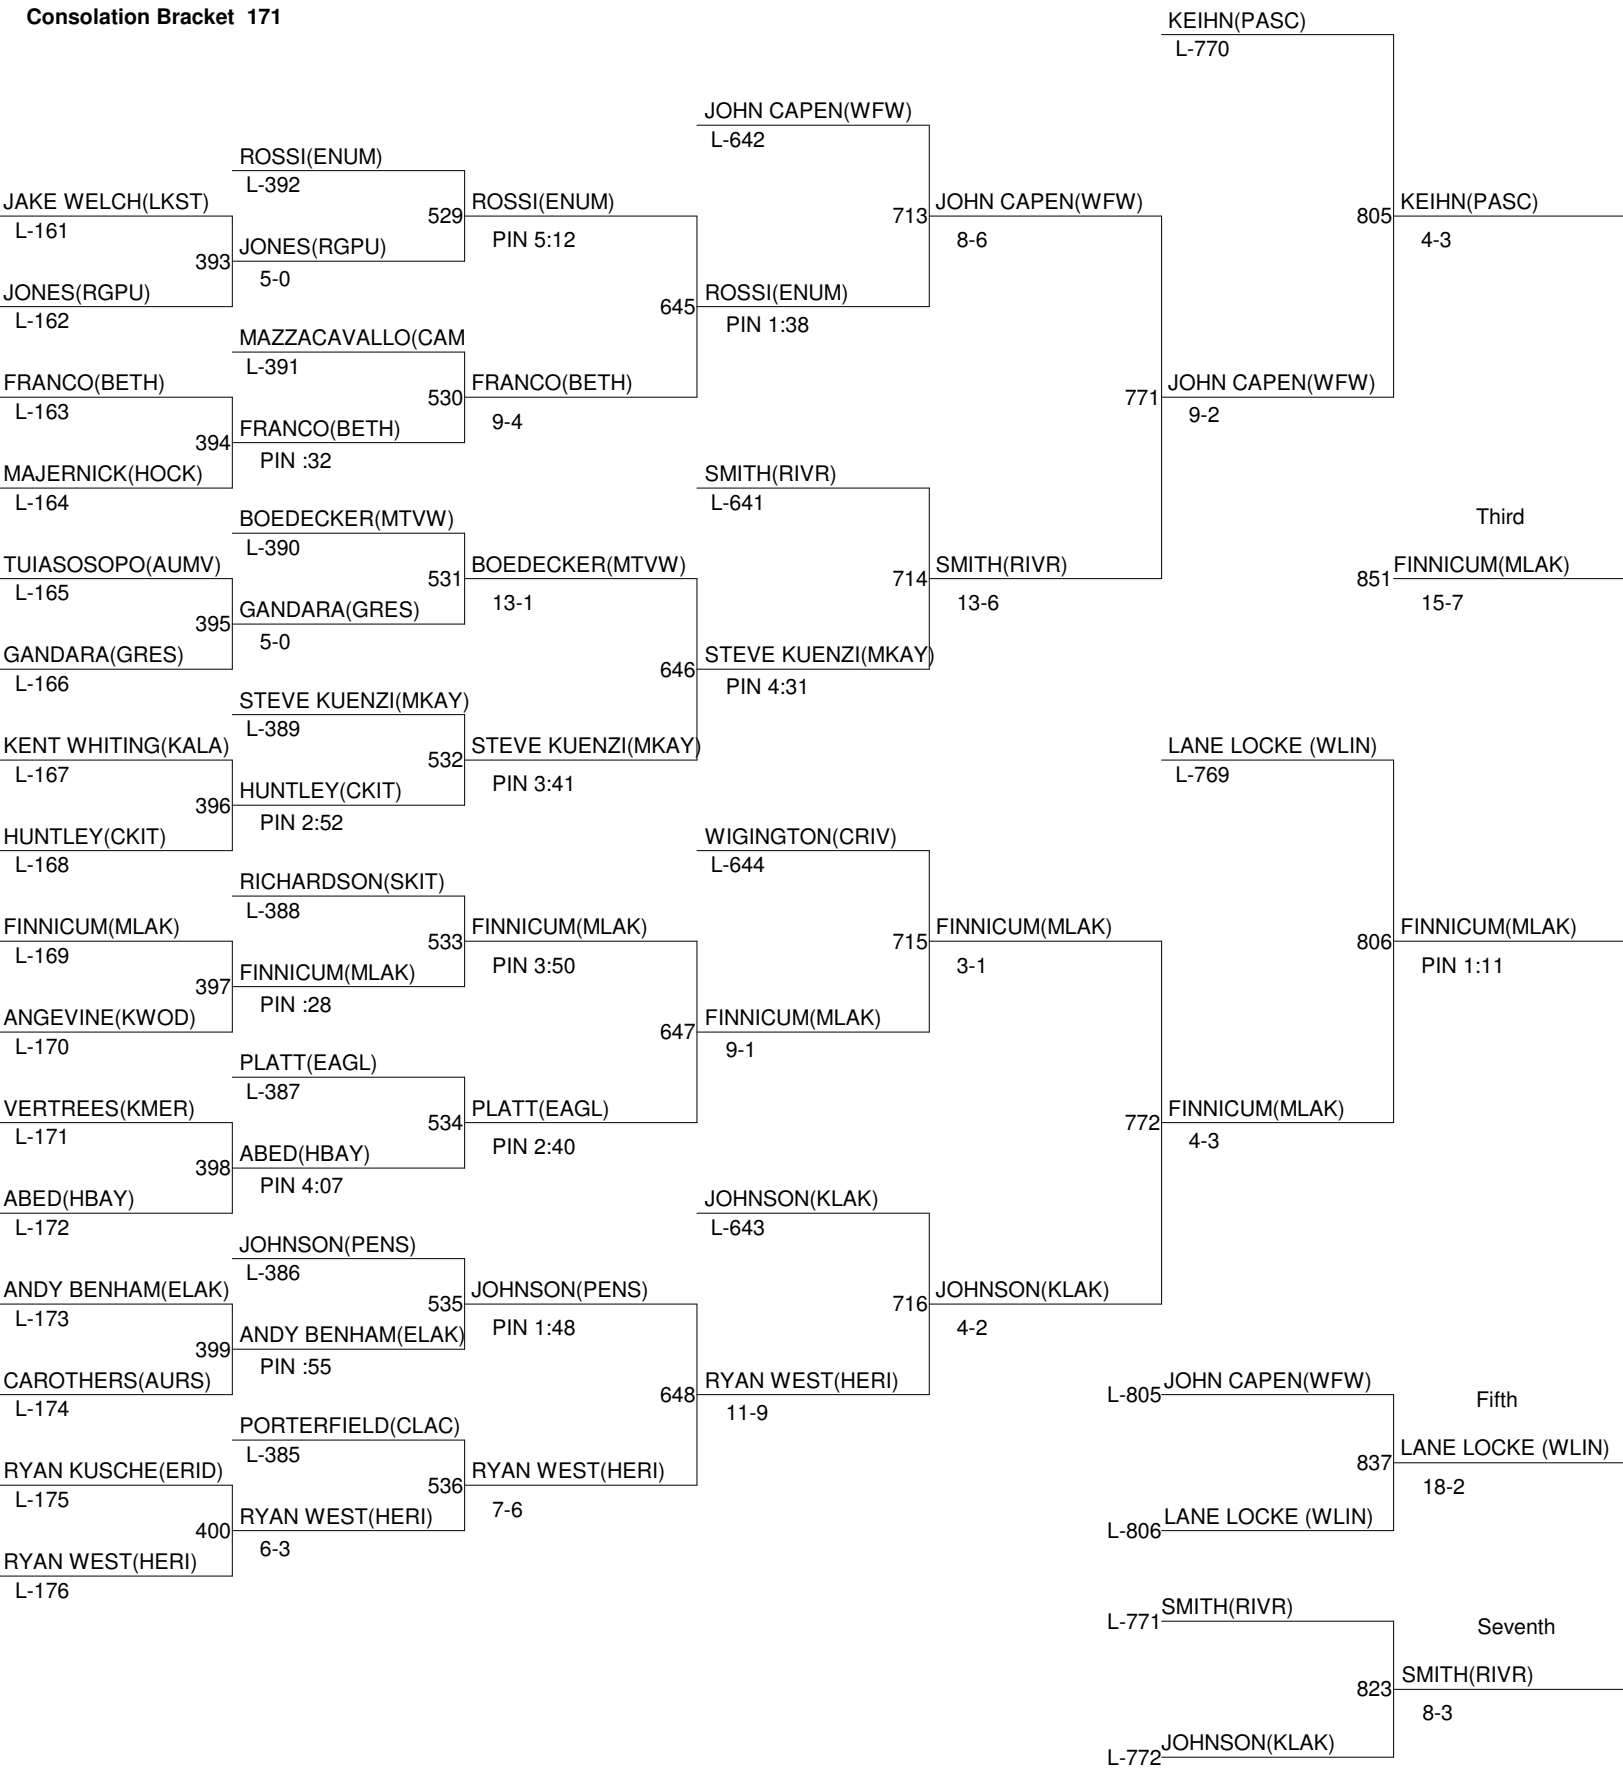 Consolation Bracket 171
KEIHN(PASC)
L-770
JOHN CAPEN(WFW)
L-642
ROSSI(ENUM)
L-392
JAKE WELCH(LKST)
L-161
529
ROSSI(ENUM)
PIN 5:12
713
JOHN CAPEN(WFW)
8-6
805
KEIHN(PASC)
4-3
393
JONES(RGPU)
5-0
JONES(RGPU)
L-162
645
ROSSI(ENUM)
PIN 1:38
MAZZACAVALLO(CAM
L-391
FRANCO(BETH)
L-163
530
FRANCO(BETH)
9-4
771
JOHN CAPEN(WFW)
9-2
394
FRANCO(BETH)
PIN :32
MAJERNICK(HOCK)
L-164
SMITH(RIVR)
L-641
BOEDECKER(MTVW)
L-390
Third
TUIASOSOPO(AUMV)
L-165
531
BOEDECKER(MTVW)
13-1
714
SMITH(RIVR)
13-6
851
FINNICUM(MLAK)
15-7
395
GANDARA(GRES)
5-0
GANDARA(GRES)
L-166
646
STEVE KUENZI(MKAY)
PIN 4:31
STEVE KUENZI(MKAY)
L-389
KENT WHITING(KALA)
L-167
532
STEVE KUENZI(MKAY)
PIN 3:41
LANE LOCKE (WLIN)
L-769
396
HUNTLEY(CKIT)
PIN 2:52
HUNTLEY(CKIT)
L-168
WIGINGTON(CRIV)
L-644
RICHARDSON(SKIT)
L-388
FINNICUM(MLAK)
L-169
533
FINNICUM(MLAK)
PIN 3:50
715
FINNICUM(MLAK)
3-1
806
FINNICUM(MLAK)
PIN 1:11
397
FINNICUM(MLAK)
PIN :28
ANGEVINE(KWOD)
L-170
647
FINNICUM(MLAK)
9-1
PLATT(EAGL)
L-387
VERTREES(KMER)
L-171
534
PLATT(EAGL)
PIN 2:40
772
FINNICUM(MLAK)
4-3
398
ABED(HBAY)
PIN 4:07
ABED(HBAY)
L-172
JOHNSON(KLAK)
L-643
JOHNSON(PENS)
L-386
ANDY BENHAM(ELAK)
L-173
535
JOHNSON(PENS)
PIN 1:48
716
JOHNSON(KLAK)
4-2
399
ANDY BENHAM(ELAK)
PIN :55
CAROTHERS(AURS)
L-174
648
RYAN WEST(HERI)
11-9
L-805
JOHN CAPEN(WFW)
Fifth
PORTERFIELD(CLAC)
L-385
837
LANE LOCKE (WLIN)
18-2
RYAN KUSCHE(ERID)
L-175
536
RYAN WEST(HERI)
7-6
400
RYAN WEST(HERI)
6-3
L-806
LANE LOCKE (WLIN)
RYAN WEST(HERI)
L-176
L-771
SMITH(RIVR)
Seventh
823
SMITH(RIVR)
8-3
L-772
JOHNSON(KLAK)